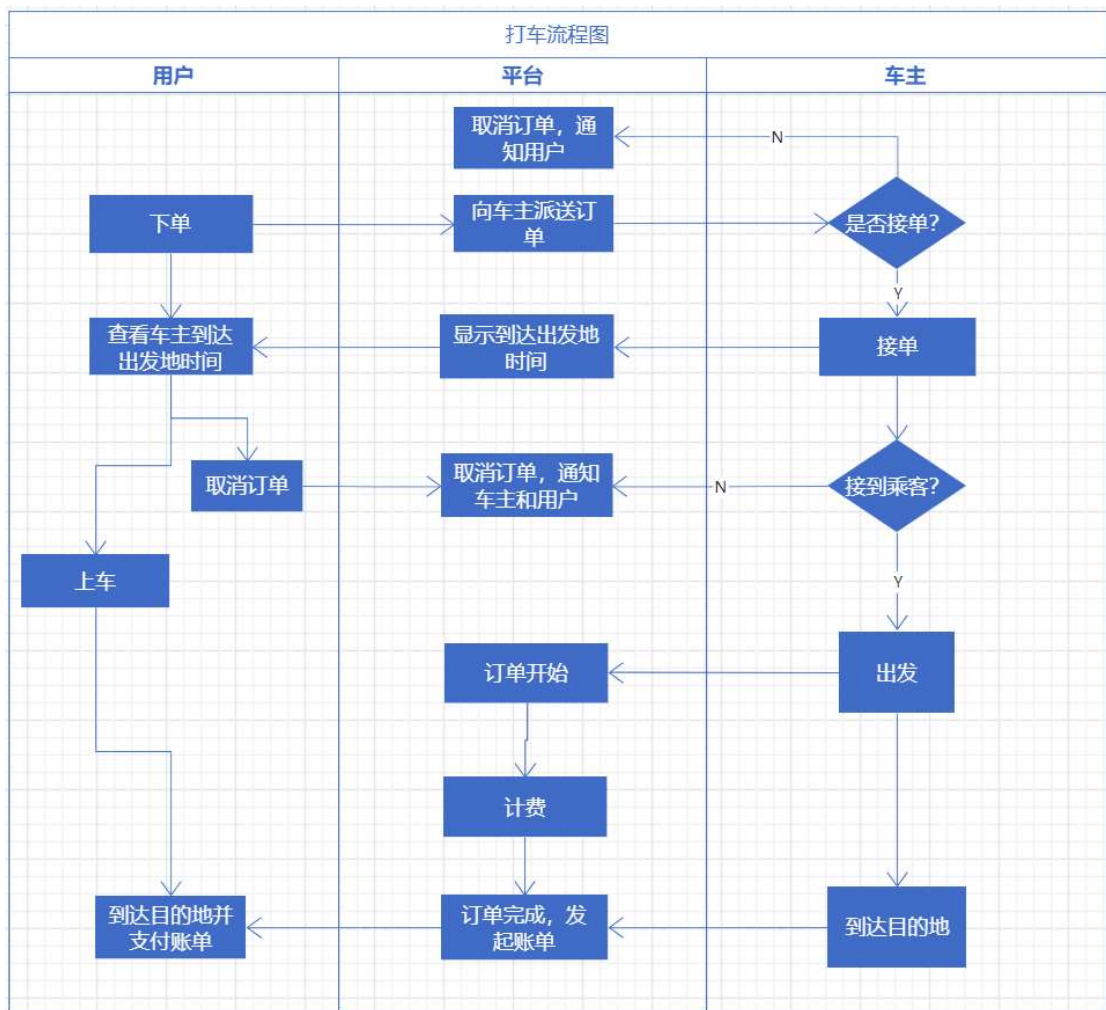 打车流程图
用户
平台
车主
取消订单，通
知用户
N
下单
向车主派送订
单
是否接单？
Y
查看车主到达
出发地时间
显示到达出发地
时间
接单
取消订单
取消订单，通知
车主和用户
N
接到乘客？
上车
Y
订单开始
出发
计费
到达目的地并
支付账单
订单完成，发
起账单
到达目的地